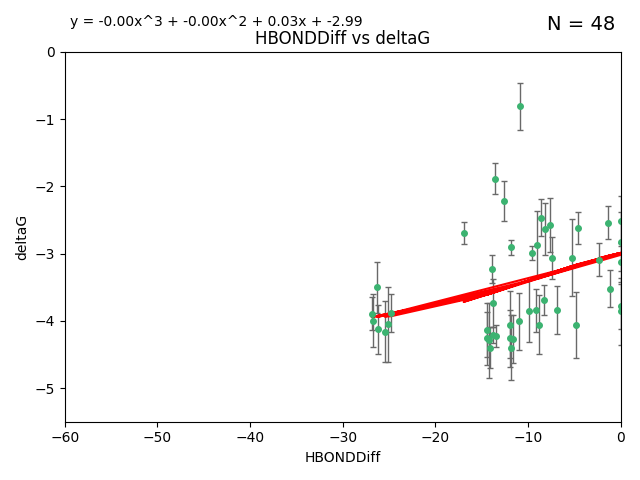 y = -0.00x^3 + -0.00x^2 + 0.03x + -2.99
N = 48
HBONDDiff vs deltaG
0
−1
−2
−3
−4
−5
deltaG
−60 −50 −40 −30 −20 −10 0
HBONDDiff